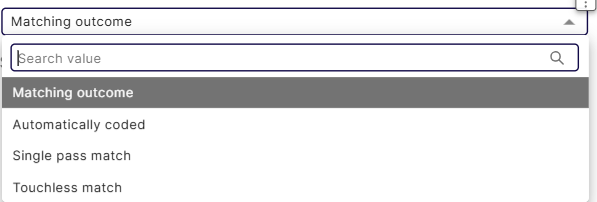 Matching outcome
Search value
Matching outcome
Automatically coded
Single pass match
Touchless match